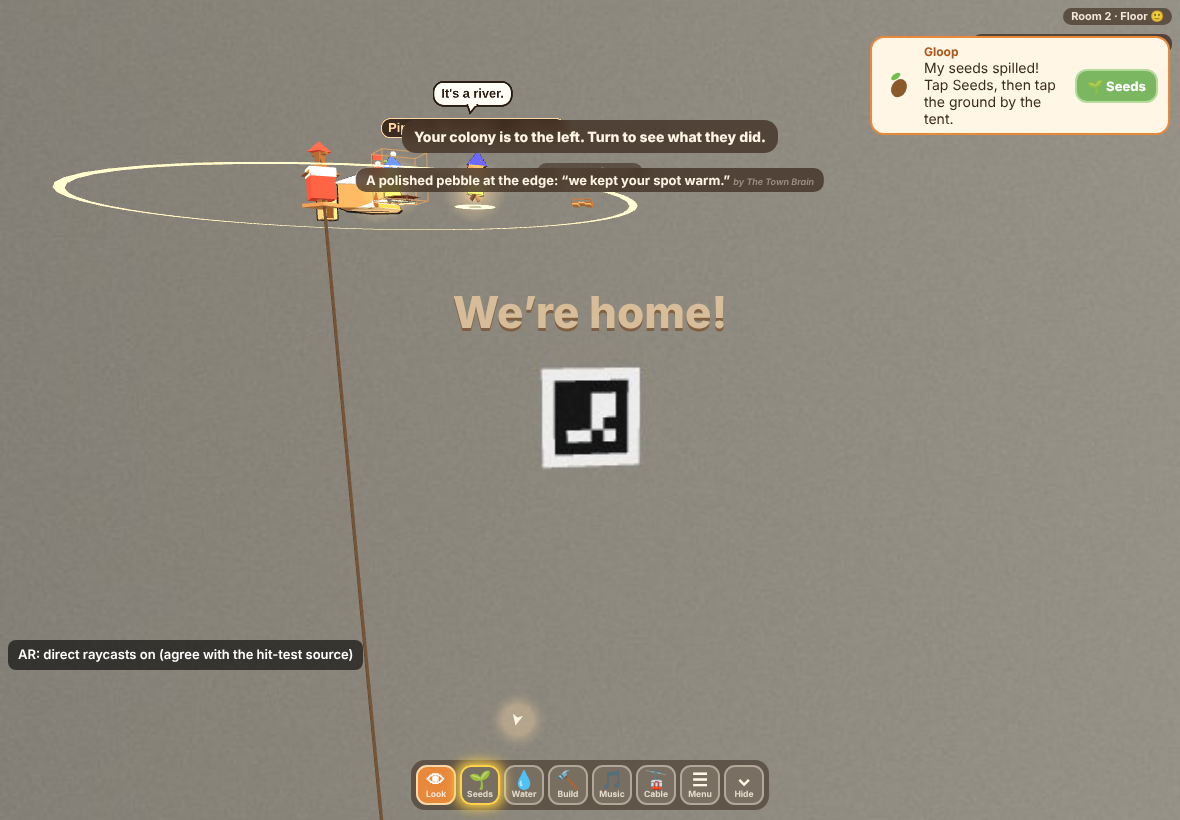 Room 2 · Floor 🙂
Gloop
My seeds spilled!
Tap Seeds, then tap
the ground by the
tent.
🌱 Seeds
It's a river.
Your colony is to the left. Turn to see what they did.
A polished pebble at the edge: “we kept your spot warm.” by The Town Brain
We’re home!
AR: direct raycasts on (agree with the hit-test source)
Look
Seeds
Water
Build
Music
Cable
Menu
Hide